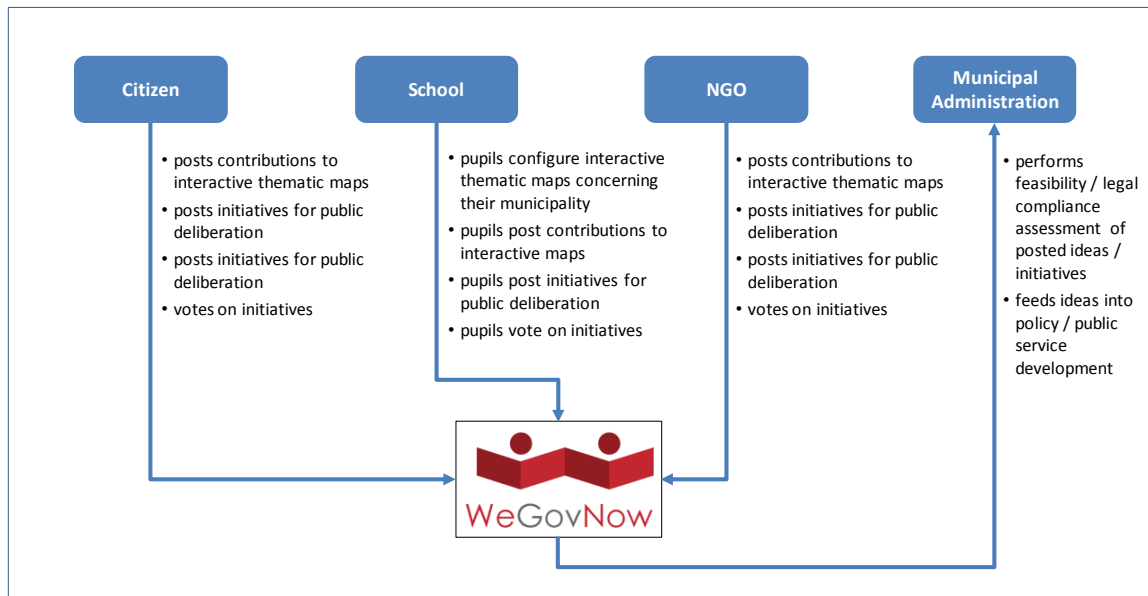 Citizen
School
NGO
Municipal
Administration
• posts contributions to
interactive thematic maps
• posts initiatives for public
deliberation
• posts initiatives for public
deliberation
• votes on initiatives
• pupils configure interactive
thematic maps concerning
their municipality
• pupils post contributions to
interactive maps
• pupils post initiatives for
public deliberation
• pupils vote on initiatives
• posts contributions to
interactive thematic maps
• posts initiatives for public
deliberation
• posts initiatives for public
deliberation
• votes on initiatives
• performs
feasibility / legal
compliance
assessment of
posted ideas /
initiatives
• feeds ideas into
policy / public
service
development
WeGovNow